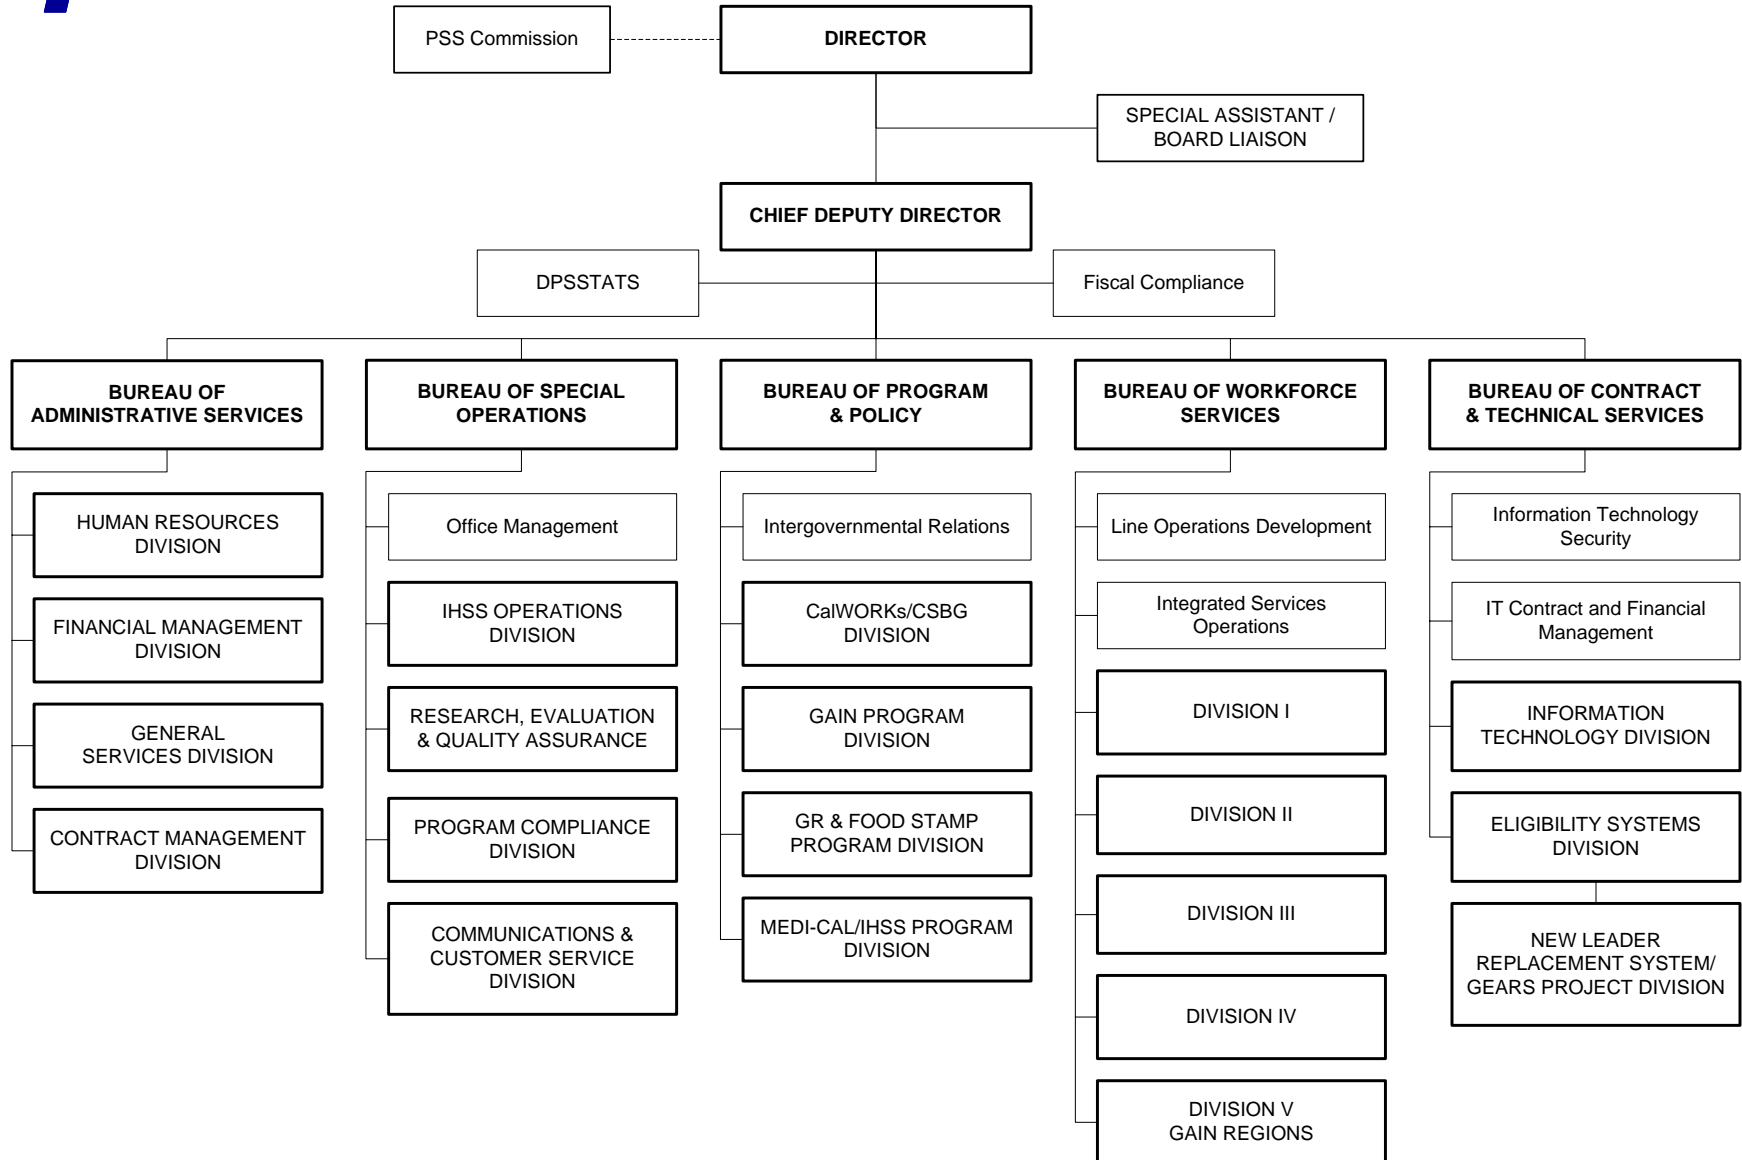 PSS Commission
DIRECTOR
SPECIAL ASSISTANT /
BOARD LIAISON
CHIEF DEPUTY DIRECTOR
DPSSTATS
Fiscal Compliance
BUREAU OF
ADMINISTRATIVE SERVICES
HUMAN RESOURCES
DIVISION
FINANCIAL MANAGEMENT
DIVISION
GENERAL
SERVICES DIVISION
CONTRACT MANAGEMENT
DIVISION
BUREAU OF SPECIAL
OPERATIONS
Office Management
IHSS OPERATIONS
DIVISION
RESEARCH, EVALUATION
& QUALITY ASSURANCE
PROGRAM COMPLIANCE
DIVISION
COMMUNICATIONS &
CUSTOMER SERVICE
DIVISION
BUREAU OF PROGRAM
& POLICY
Intergovernmental Relations
CalWORKs/CSBG
DIVISION
GAIN PROGRAM
DIVISION
GR & FOOD STAMP
PROGRAM DIVISION
MEDI-CAL/IHSS PROGRAM
DIVISION
BUREAU OF WORKFORCE
SERVICES
Line Operations Development
Integrated Services
Operations
DIVISION I
DIVISION II
DIVISION III
DIVISION IV
DIVISION V
GAIN REGIONS
BUREAU OF CONTRACT
& TECHNICAL SERVICES
Information Technology
Security
IT Contract and Financial
Management
INFORMATION
TECHNOLOGY DIVISION
ELIGIBILITY SYSTEMS
DIVISION
NEW LEADER
REPLACEMENT SYSTEM/
GEARS PROJECT DIVISION